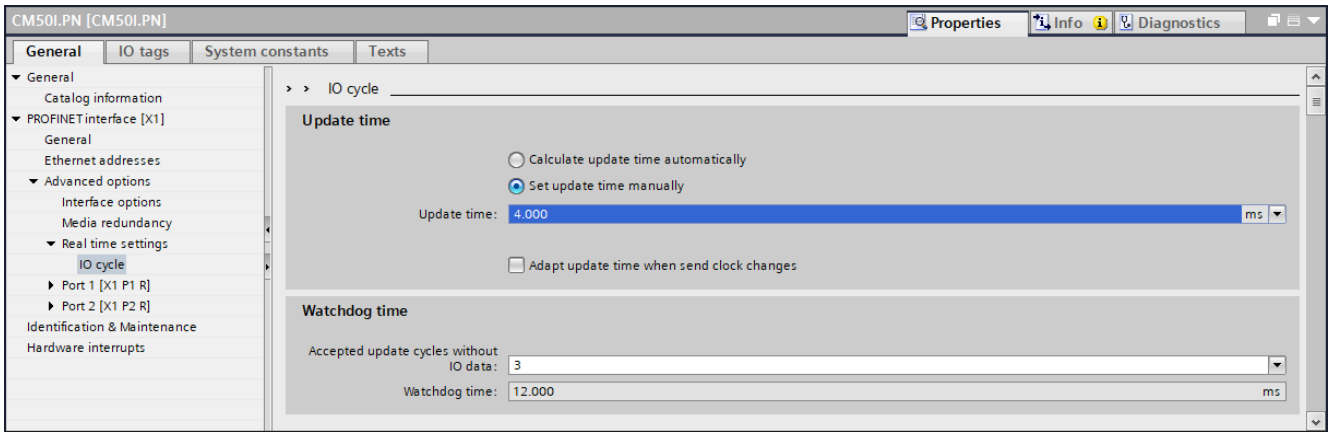 CM50I.PN [CM50I.PN]
Properties
Info
Diagnostics
General
IO tags
System constants
Texts
General
Catalog information
PROFINET interface [X1]
General
Ethernet addresses
Advanced options
Interface options
Media redundancy
Real time settings
IO cycle
Port 1 [X1 P1 R]
Port 2 [X1 P2 R]
Identification & Maintenance
Hardware interrupts
> > IO cycle
Update time
Calculate update time automatically
Set update time manually
Update time: 4.000 ms
Adapt update time when send clock changes
Watchdog time
Accepted update cycles without
IO data: 3
Watchdog time: 12.000 ms